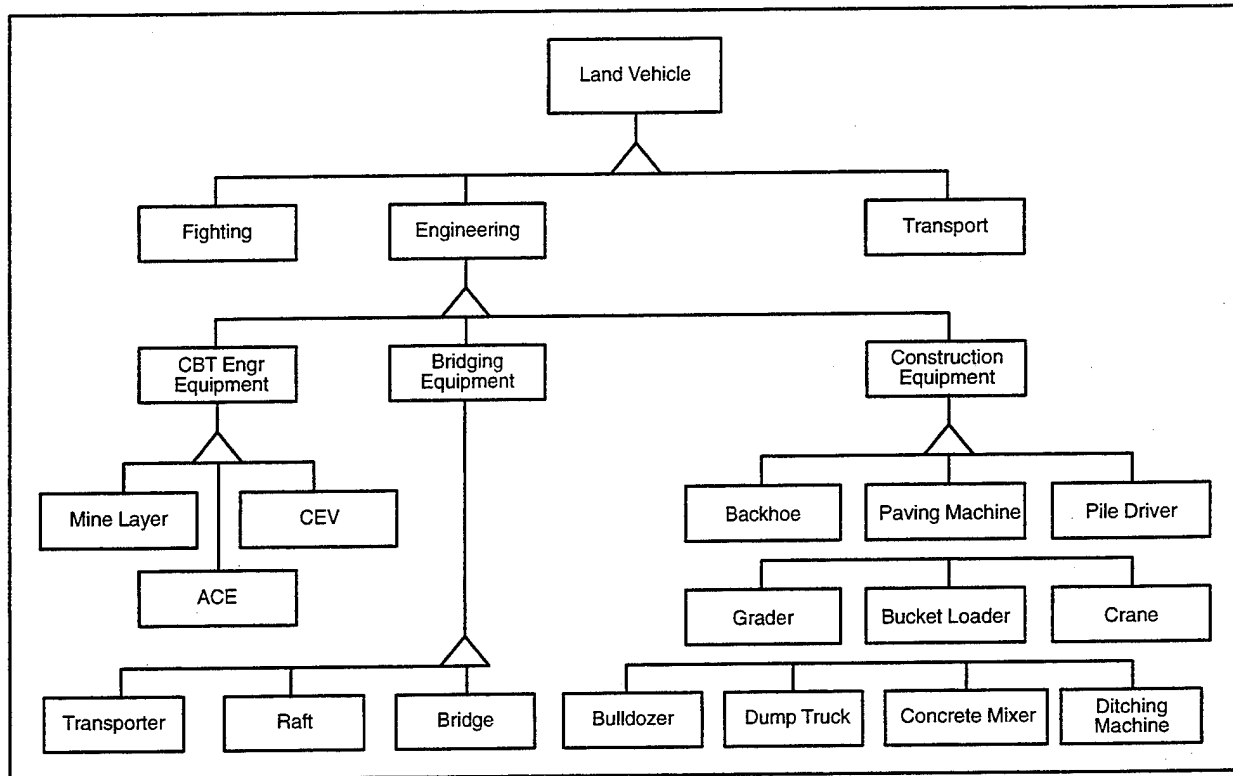 Land Vehicle
Fighting
Engineering
Transport
CBT Engr
Equipment
Bridging
Equipment
Construction
Equipment
Mine Layer
CEV
Backhoe
Paving Machine
Pile Driver
ACE
Grader
Bucket Loader
Crane
Transporter
Raft
Bridge
Bulldozer
Dump Truck
Concrete Mixer
Ditching
Machine